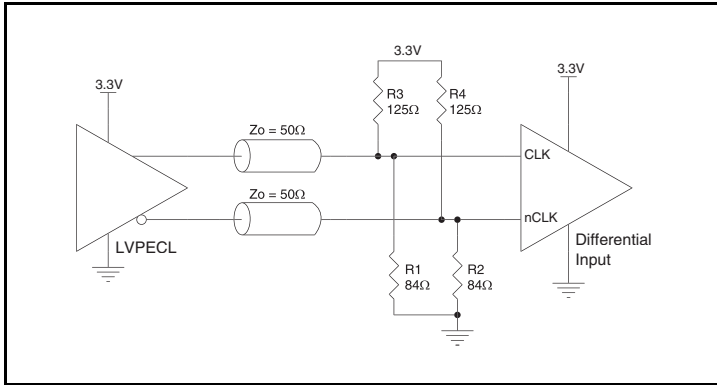 3.3V
3.3V
3.3V
R3
125Ω
R4
125Ω
Zo = 50Ω
CLK
Zo = 50Ω
nCLK
LVPECL
Differential
Input
R1
84Ω
R2
84Ω